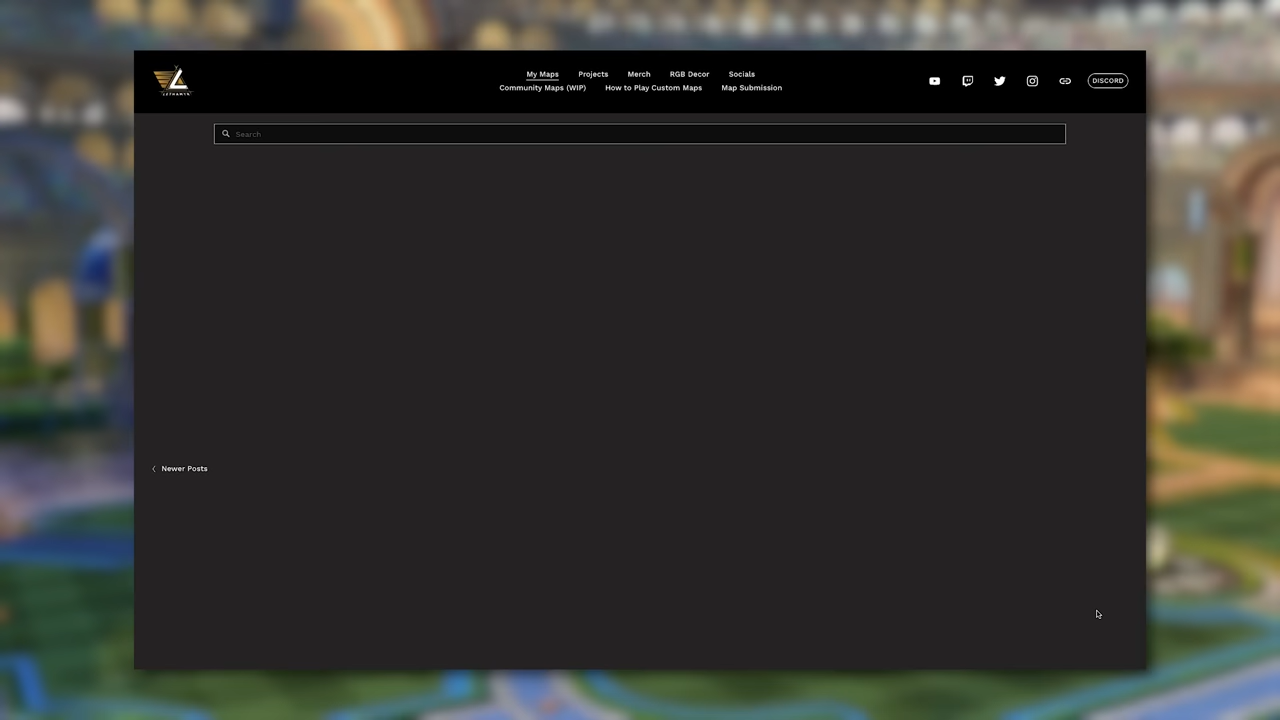 LETHAMYR
My Maps Projects Merch RGB Decor Socials
Community Maps (WIP) How to Play Custom Maps Map Submission
DISCORD
Search
Newer Posts